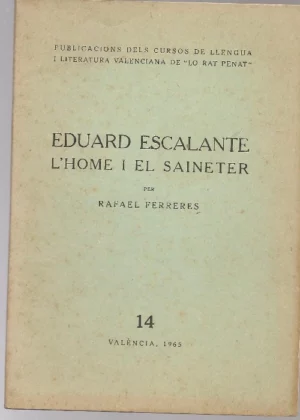 PUBLICACIONS DELS CURSOS DE LLENGUA
I LITERATURA VALENCIANA DE "LO RAT PENAT"
EDUARD ESCALANTE
L'HOME I EL SAINETER
PER
RAFAEL FERRERES
14
VALÈNCIA, 1965